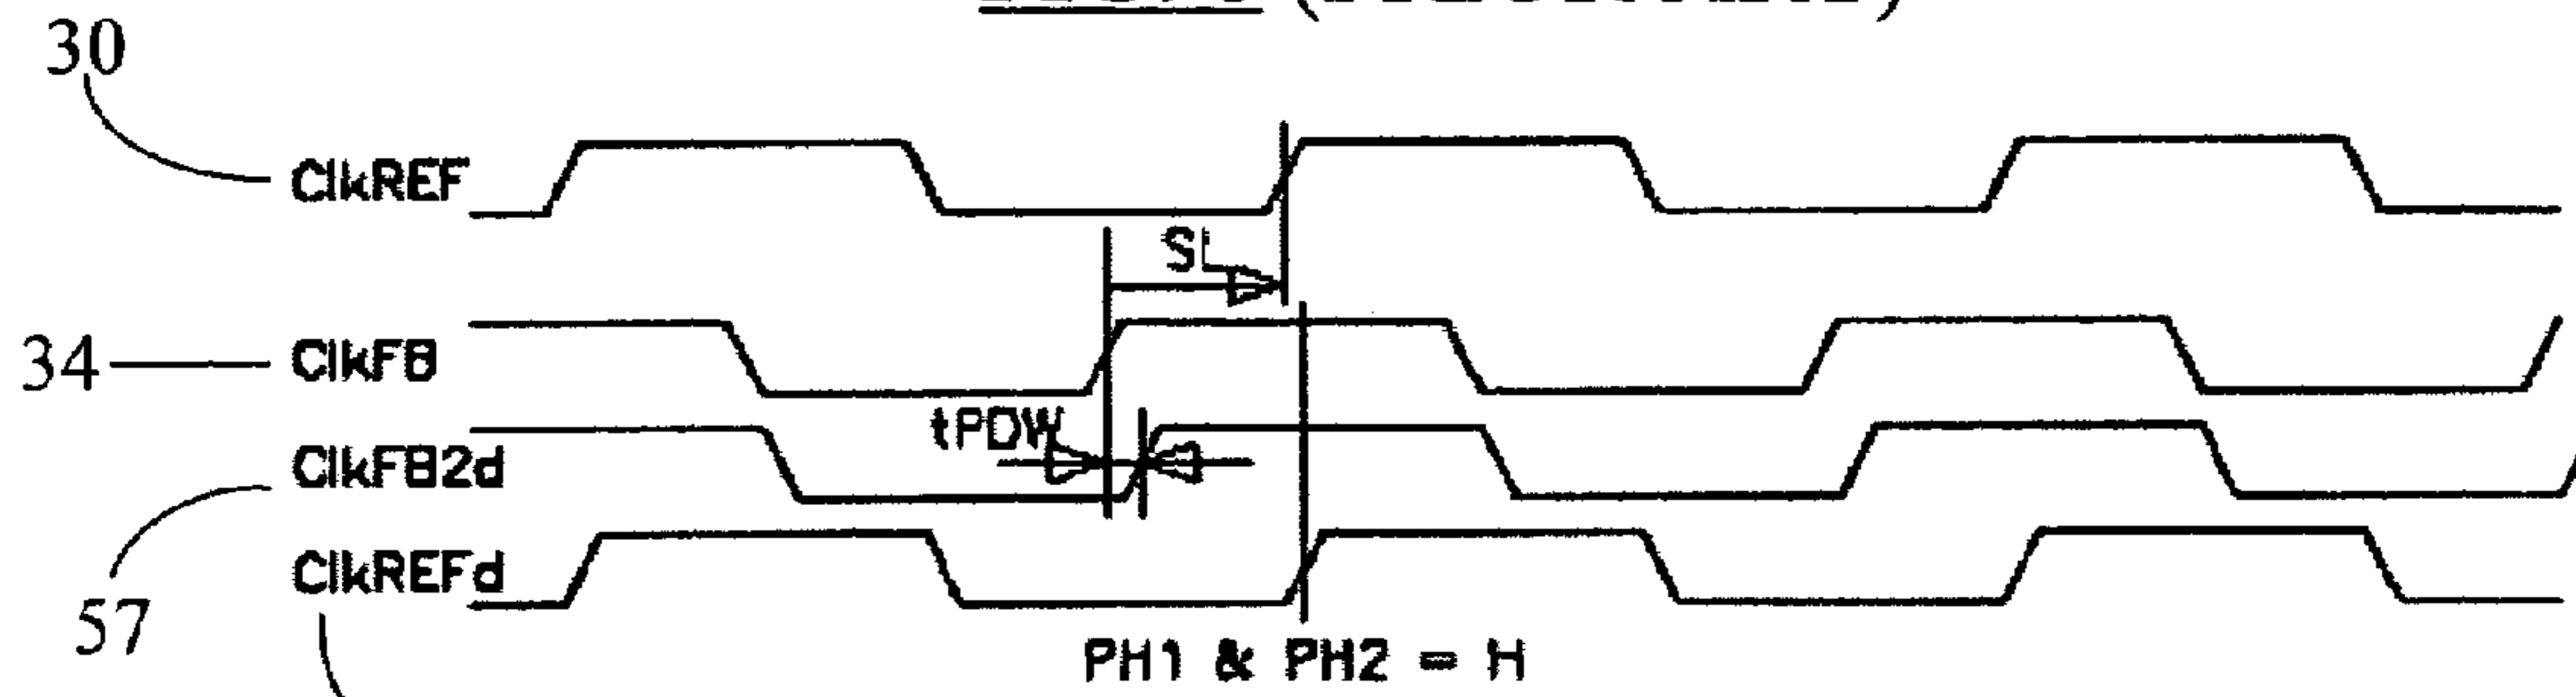 30
ClkREF
SL
34
ClkFB
tPDW
ClkFB2d
57
ClkREFd
PH1 & PH2 = H